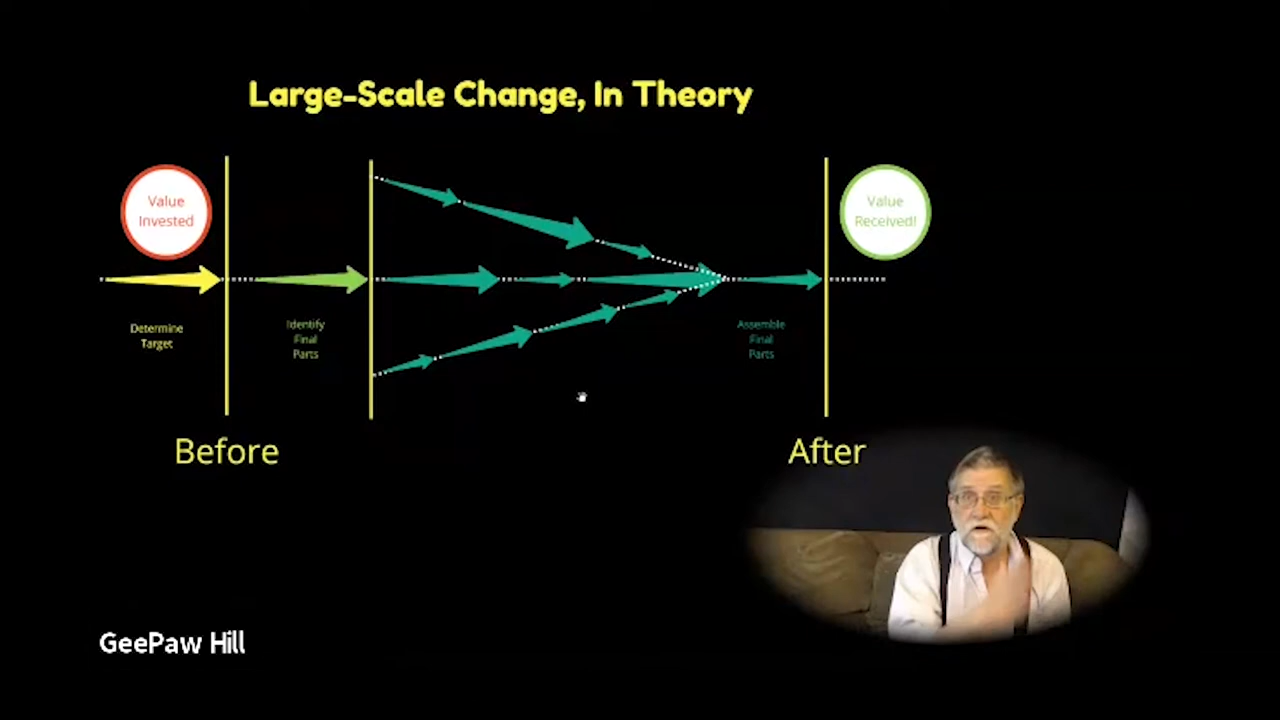 Large-Scale Change, In Theory
Value
Invested
Value
Received!
Determine
Target
Identify
Final
Parts
Assemble
Final
Parts
Before
After
GeePaw Hill